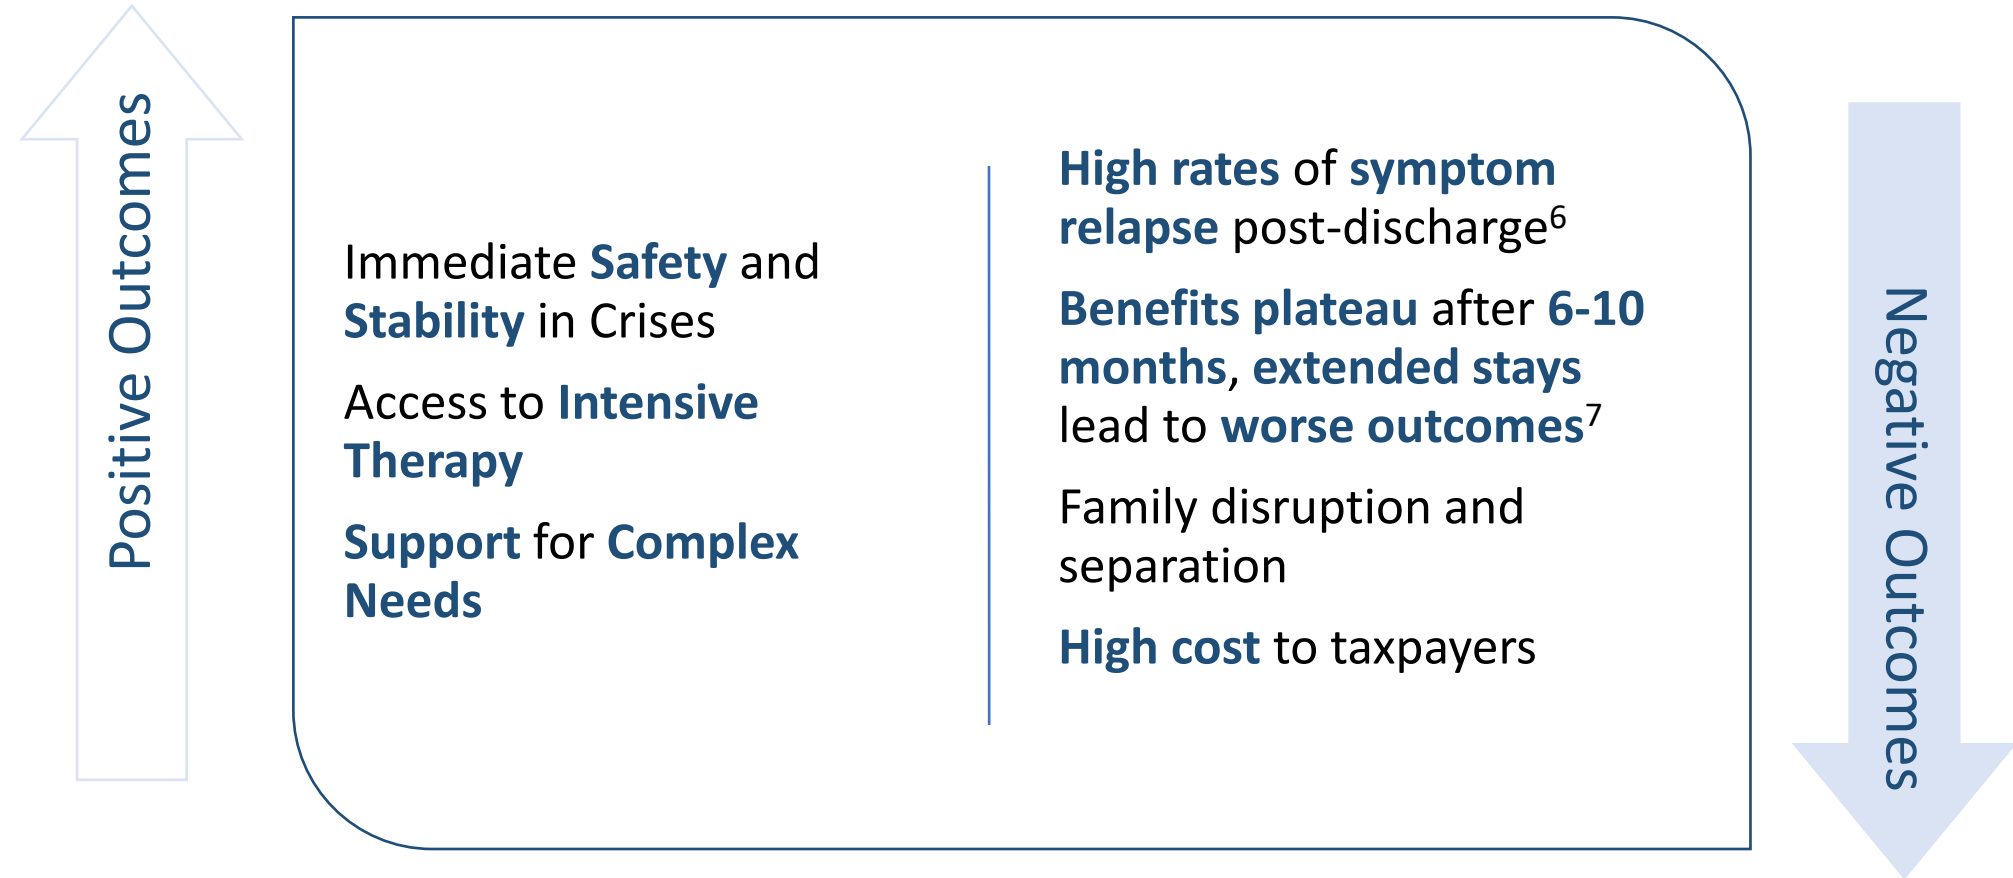 Positive Outcomes
Immediate Safety and
Stability in Crises
Access to Intensive
Therapy
Support for Complex
Needs
High rates of symptom
relapse post-discharge⁶
Benefits plateau after 6-10
months, extended stays
lead to worse outcomes⁷
Family disruption and
separation
High cost to taxpayers
Negative Outcomes